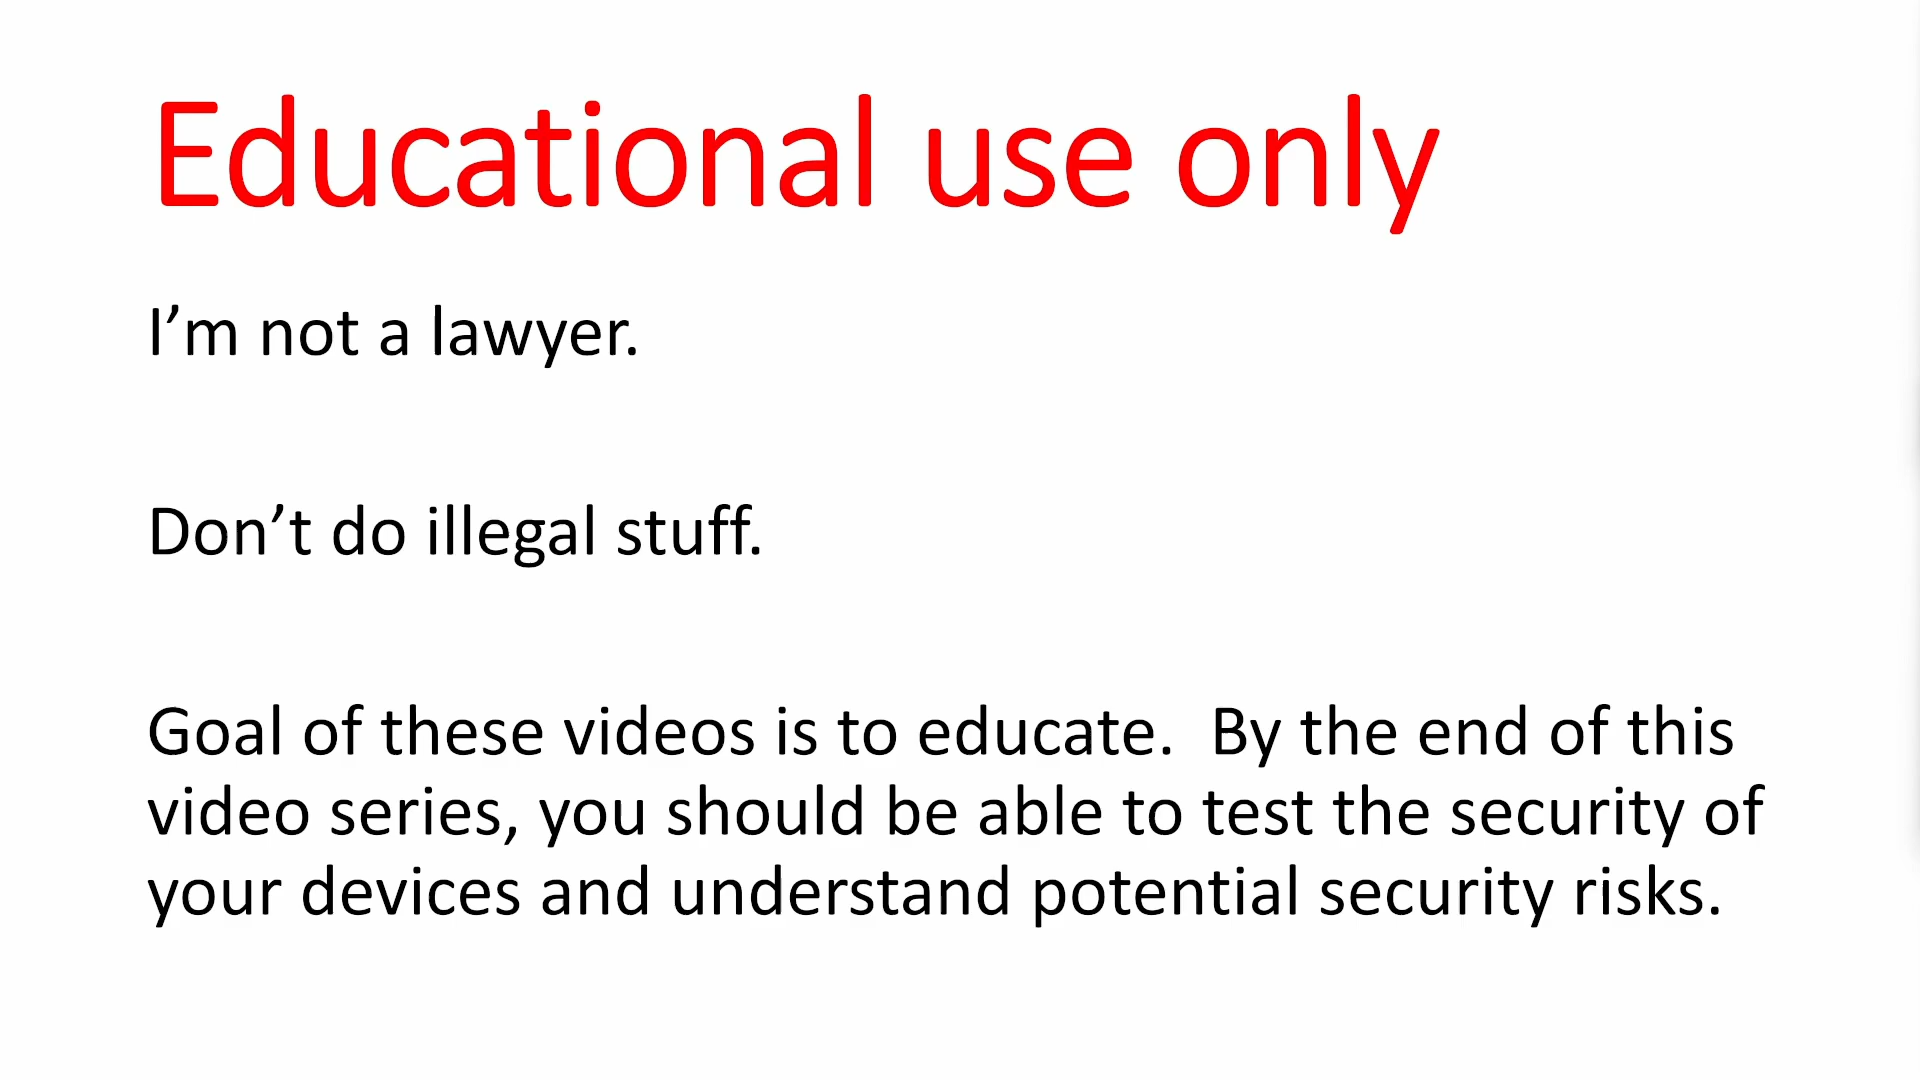 Educational use only
I’m not a lawyer.
Don’t do illegal stuff.
Goal of these videos is to educate.  By the end of this
video series, you should be able to test the security of
your devices and understand potential security risks.